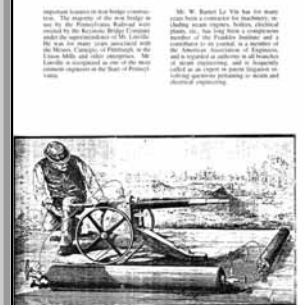 important features in iron bridge construc-
tion. The majority of the iron bridge in
use by the Pennsylvania Railroad were
erected by the Keystone Bridge Company
under the superintendence of Mr. Linville.
He was for many years associated with
the Messrs. Carnegie, of Pittsburgh, in the
Union Mills and other enterprises. Mr.
Linville is recognized as one of the most
eminent engineers in the State of Pennsyl-
vania.
Mr. W. Barnet Le Van has for many
years been a contractor for machinery, in-
cluding steam engines, boilers, electrical
plants, etc., has long been a conspicuous
member of the Franklin Institute and a
contributor to its journal, is a member of
the American Association of Engineers,
and is regarded as authority in all branches
of steam engineering, and is frequently
called as an expert in patent litigation in-
volving questions pertaining to steam and
electrical engineering.